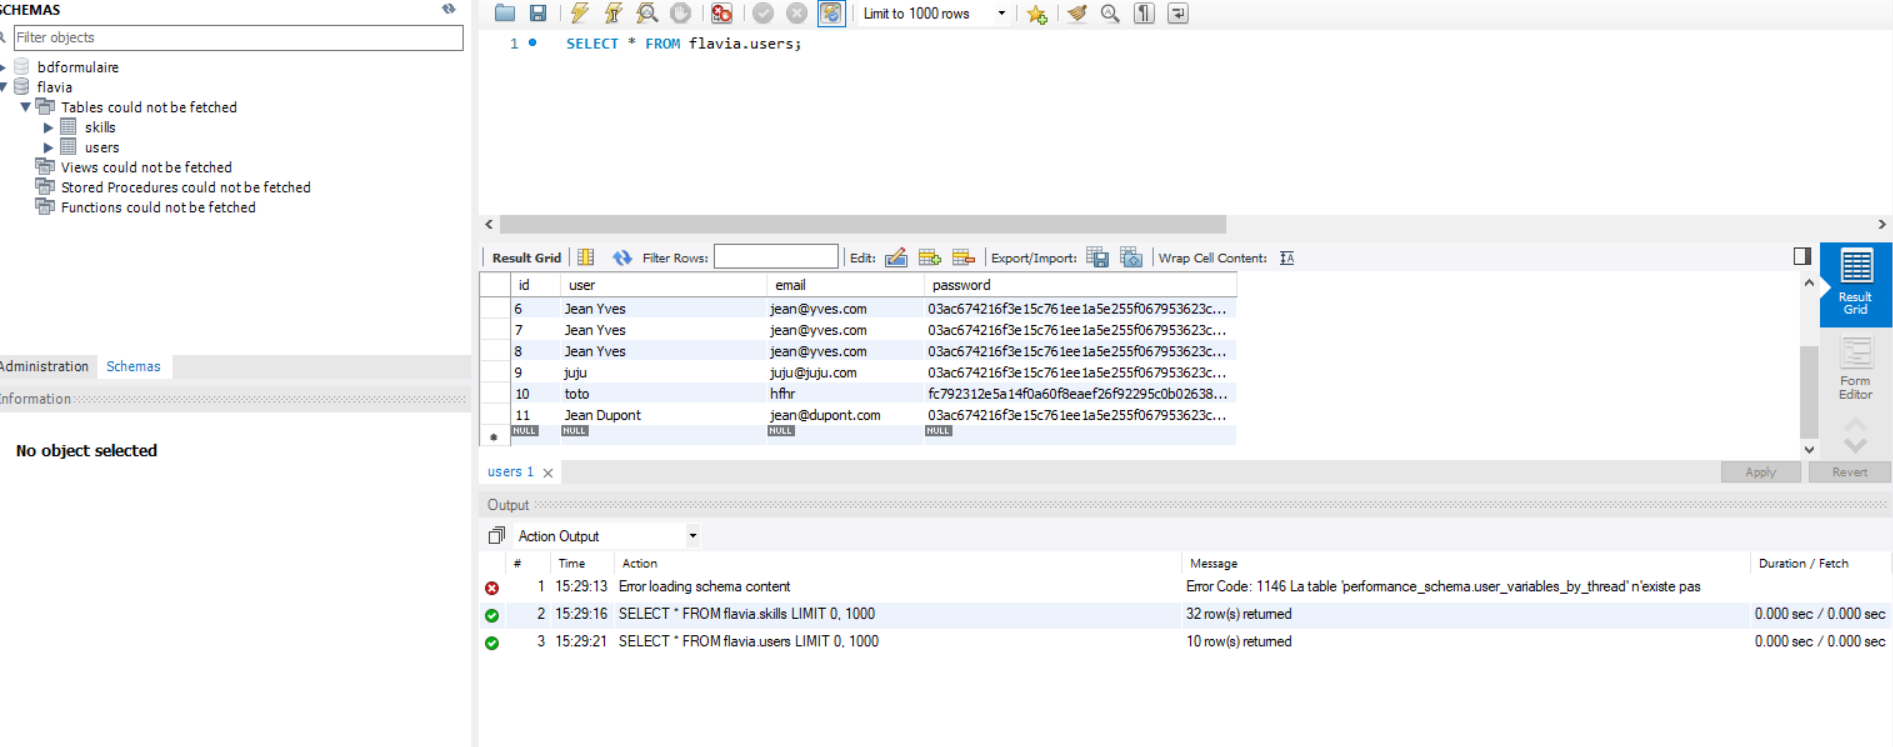 SCHEMAS
Filter objects
bdformulaire
flavia
Tables could not be fetched
skills
users
Views could not be fetched
Stored Procedures could not be fetched
Functions could not be fetched
Administration Schemas
Information
No object selected
Limit to 1000 rows
1 SELECT * FROM flavia.users;
Result Grid Filter Rows: Edit: Export/Import: Wrap Cell Content:
id user email password
6 Jean Yves jean@yves.com 03ac674216f3e15c761ee1a5e255f067953623c...
7 Jean Yves jean@yves.com 03ac674216f3e15c761ee1a5e255f067953623c...
8 Jean Yves jean@yves.com 03ac674216f3e15c761ee1a5e255f067953623c...
9 juju juju@juju.com 03ac674216f3e15c761ee1a5e255f067953623c...
10 toto hfhr fc792312e5a14f0a60f8eaef26f92295c0b02638...
11 Jean Dupont jean@dupont.com 03ac674216f3e15c761ee1a5e255f067953623c...
NULL NULL NULL NULL
Result
Grid
Form
Editor
users 1 Apply Revert
Output
Action Output
# Time Action Message Duration / Fetch
1 15:29:13 Error loading schema content Error Code: 1146 La table 'performance_schema.user_variables_by_thread' n'existe pas
2 15:29:16 SELECT * FROM flavia.skills LIMIT 0, 1000 32 row(s) returned 0.000 sec / 0.000 sec
3 15:29:21 SELECT * FROM flavia.users LIMIT 0, 1000 10 row(s) returned 0.000 sec / 0.000 sec